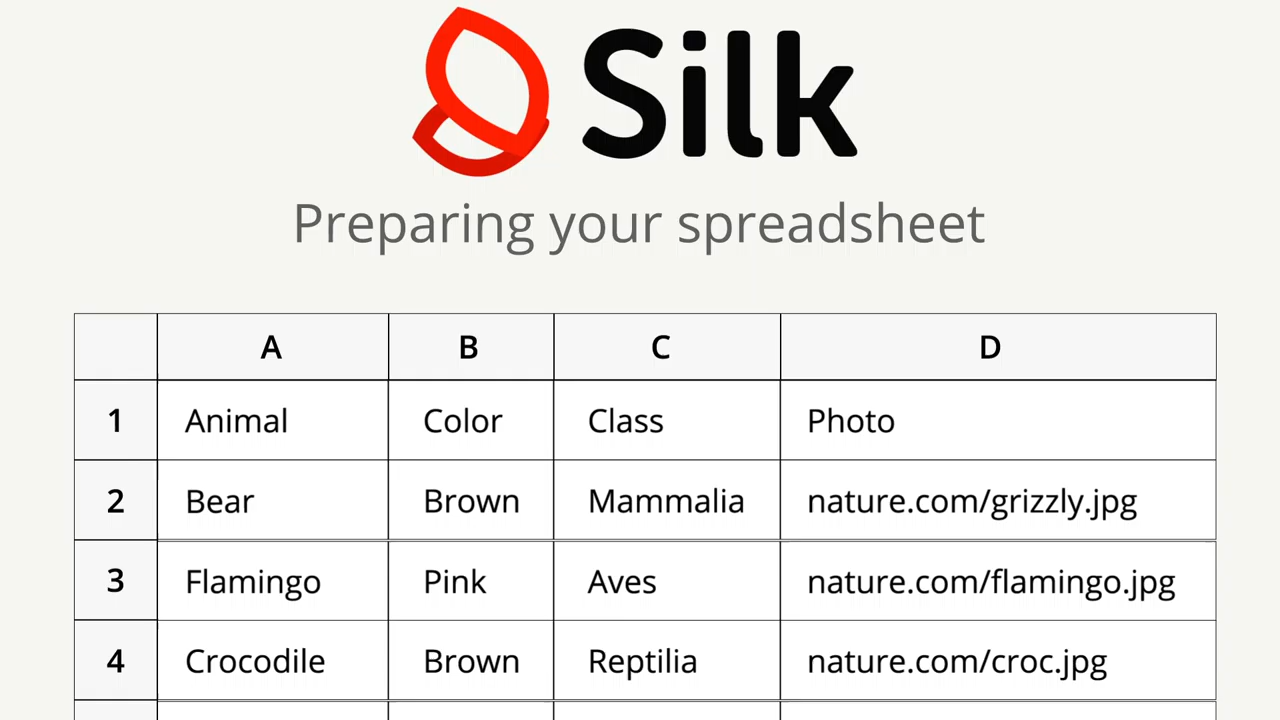 Silk
Preparing your spreadsheet
A B C D
1 Animal Color Class Photo
2 Bear Brown Mammalia nature.com/grizzly.jpg
3 Flamingo Pink Aves nature.com/flamingo.jpg
4 Crocodile Brown Reptilia nature.com/croc.jpg